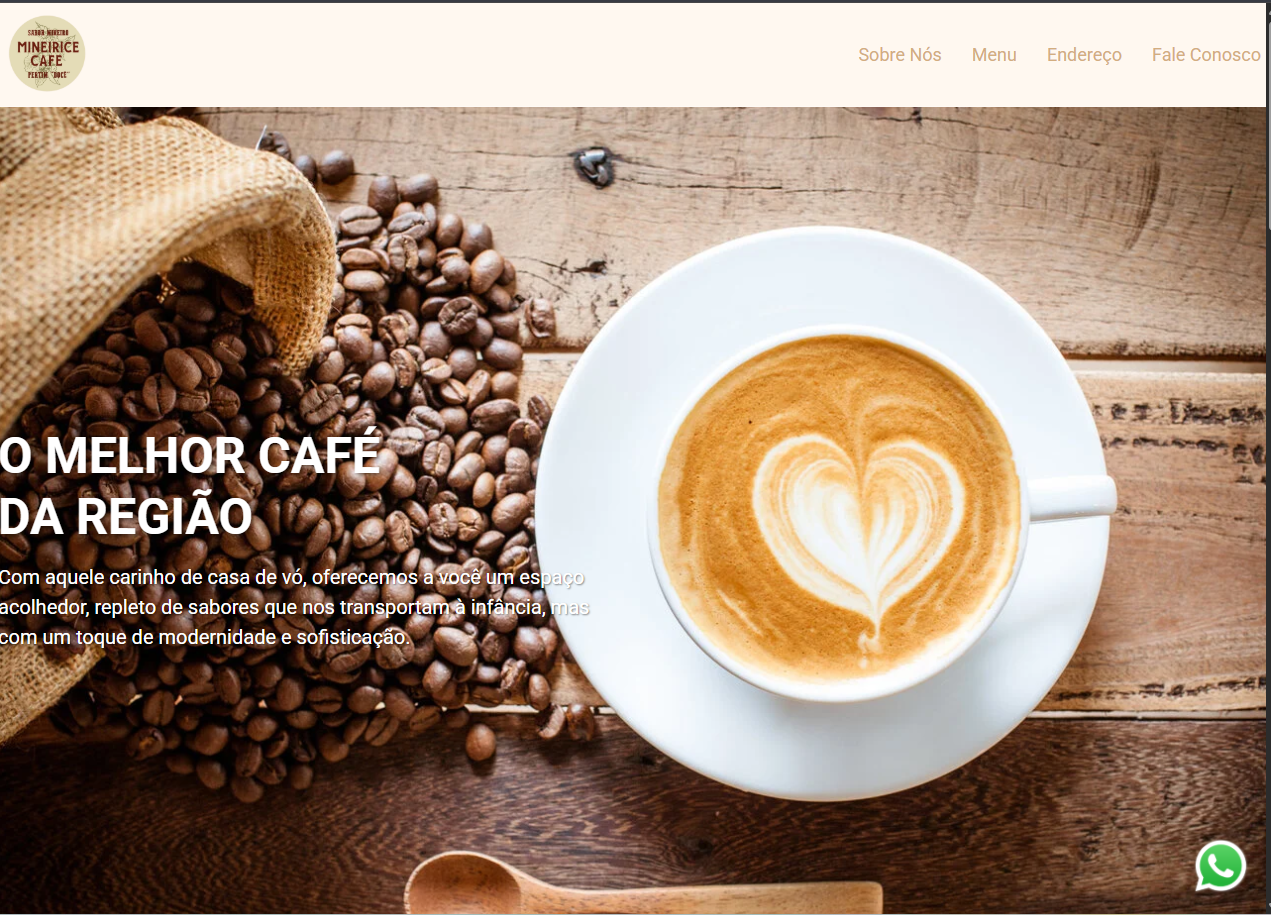 SABOR MINEIRO
MINEIRICE
CAFE
PERTIM "DOCÊ"
Sobre Nós Menu Endereço Fale Conosco
O MELHOR CAFÉ
DA REGIÃO
Com aquele carinho de casa de vó, oferecemos a você um espaço
acolhedor, repleto de sabores que nos transportam à infância, mas
com um toque de modernidade e sofisticação.